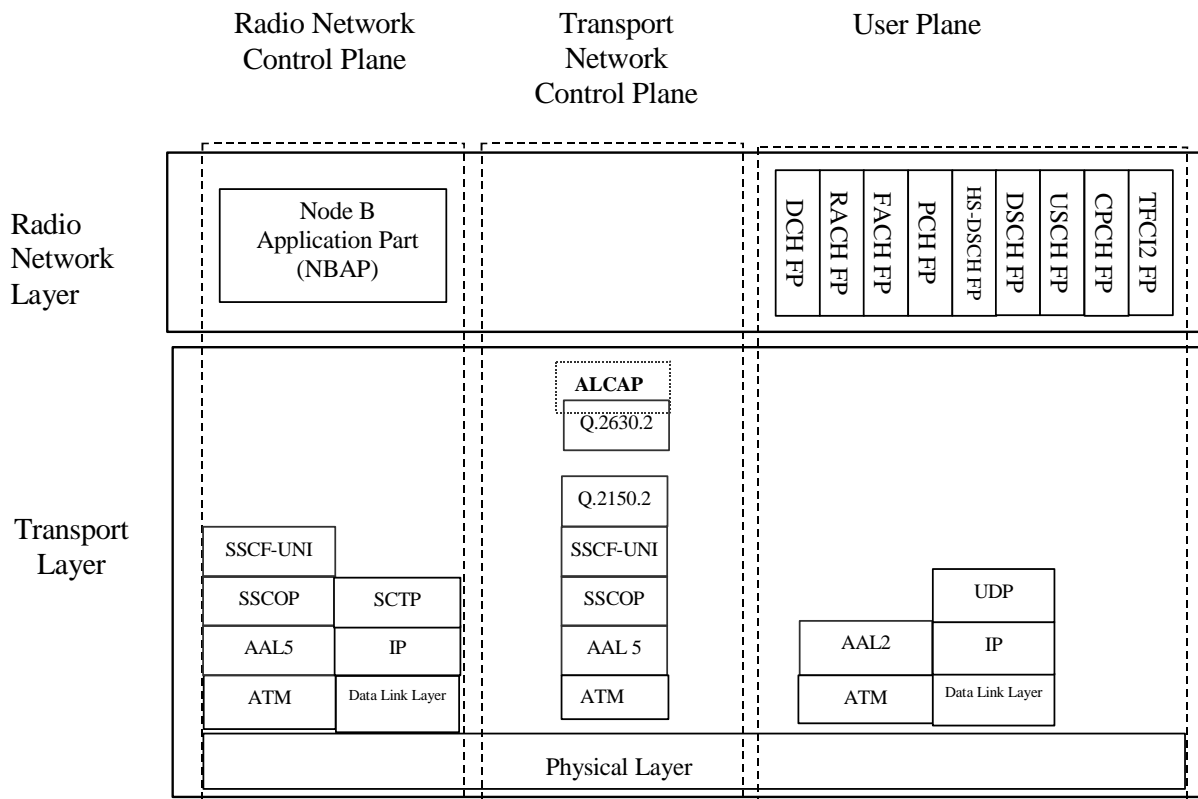 Radio Network
Control Plane
Transport
Network
Control Plane
User Plane
Radio
Network
Layer
Node B
Application Part
(NBAP)
DCH FP
RACH FP
FACH FP
PCH FP
HS-DSCH FP
DSCH FP
USCH FP
CPCH FP
TFCI2 FP
Transport
Layer
ALCAP
Q.2630.2
Q.2150.2
SSCF-UNI
SSCOP
AAL5
ATM
SCTP
IP
Data Link Layer
SSCF-UNI
SSCOP
AAL 5
ATM
AAL2
ATM
UDP
IP
Data Link Layer
Physical Layer